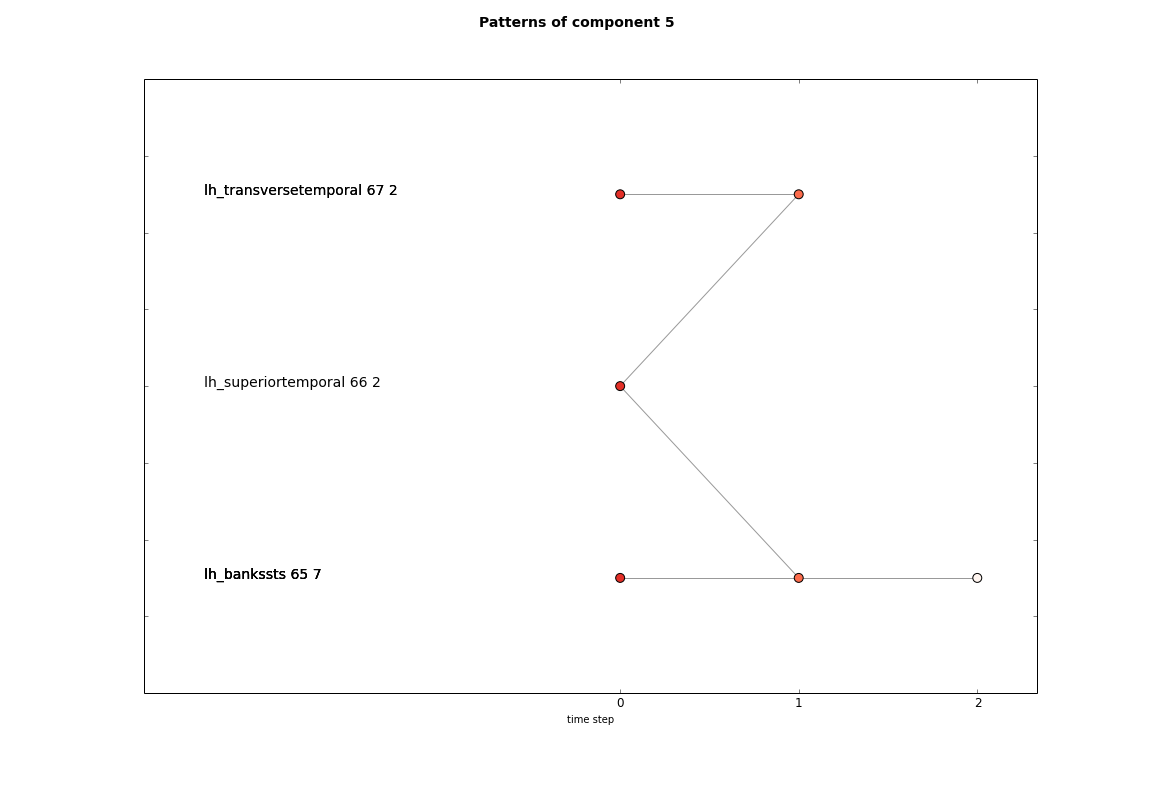 Patterns of component 5
lh_transversetemporal 67 2
lh_superiortemporal 66 2
lh_bankssts 65 7
0 1 2
time step